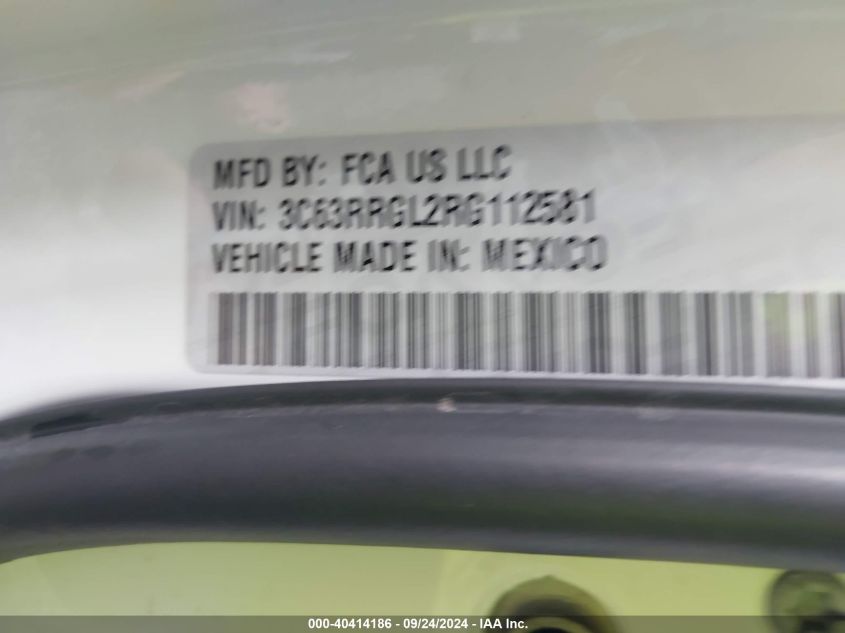 MFD BY: FCA US LLC
VIN: 3C63RRGL2RG112581
VEHICLE MADE IN: MEXICO
000-40414186 - 09/24/2024 - IAA Inc.